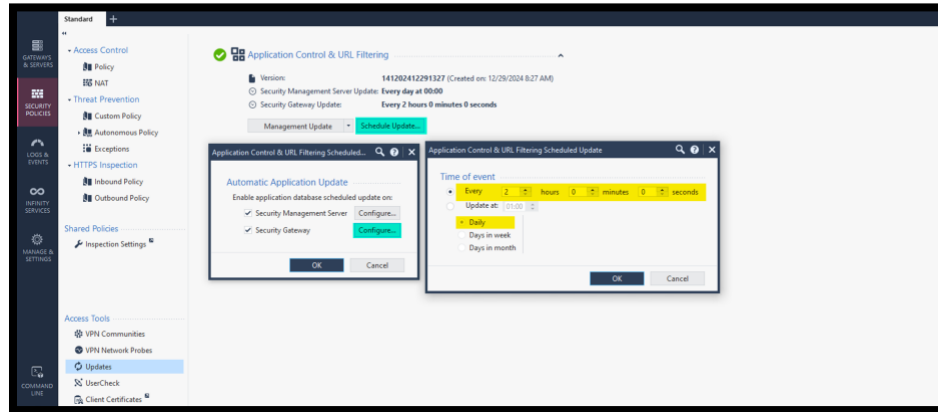 Standard +
GATEWAYS
& SERVERS
SECURITY
POLICIES
LOGS &
EVENTS
INFINITY
SERVICES
MANAGE &
SETTINGS
COMMAND
LINE
Access Control
Policy
NAT
Threat Prevention
Custom Policy
Autonomous Policy
Exceptions
HTTPS Inspection
Inbound Policy
Outbound Policy
Shared Policies
Inspection Settings
Access Tools
VPN Communities
VPN Network Probes
Updates
UserCheck
Client Certificates
Application Control & URL Filtering
Version: 141202412291327 (Created on: 12/29/2024 8:27 AM)
Security Management Server Update: Every day at 00:00
Security Gateway Update: Every 2 hours 0 minutes 0 seconds
Management Update Schedule Update...
Application Control & URL Filtering Scheduled...
Automatic Application Update
Enable application database scheduled update on:
Security Management Server Configure...
Security Gateway Configure...
OK Cancel
Application Control & URL Filtering Scheduled Update
Time of event
Every 2 hours 0 minutes 0 seconds
Update at: 01:00
Daily
Days in week
Days in month
OK Cancel